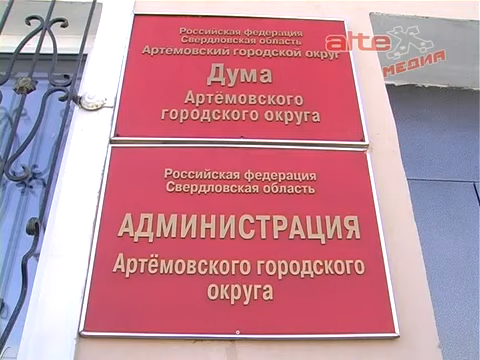 Российская федерация
Свердловская область
Артемовский городской округ
Дума
Артёмовского
городского округа
alte
МЕДИА
Российская федерация
Свердловская область
АДМИНИСТРАЦИЯ
Артёмовского городского
округа